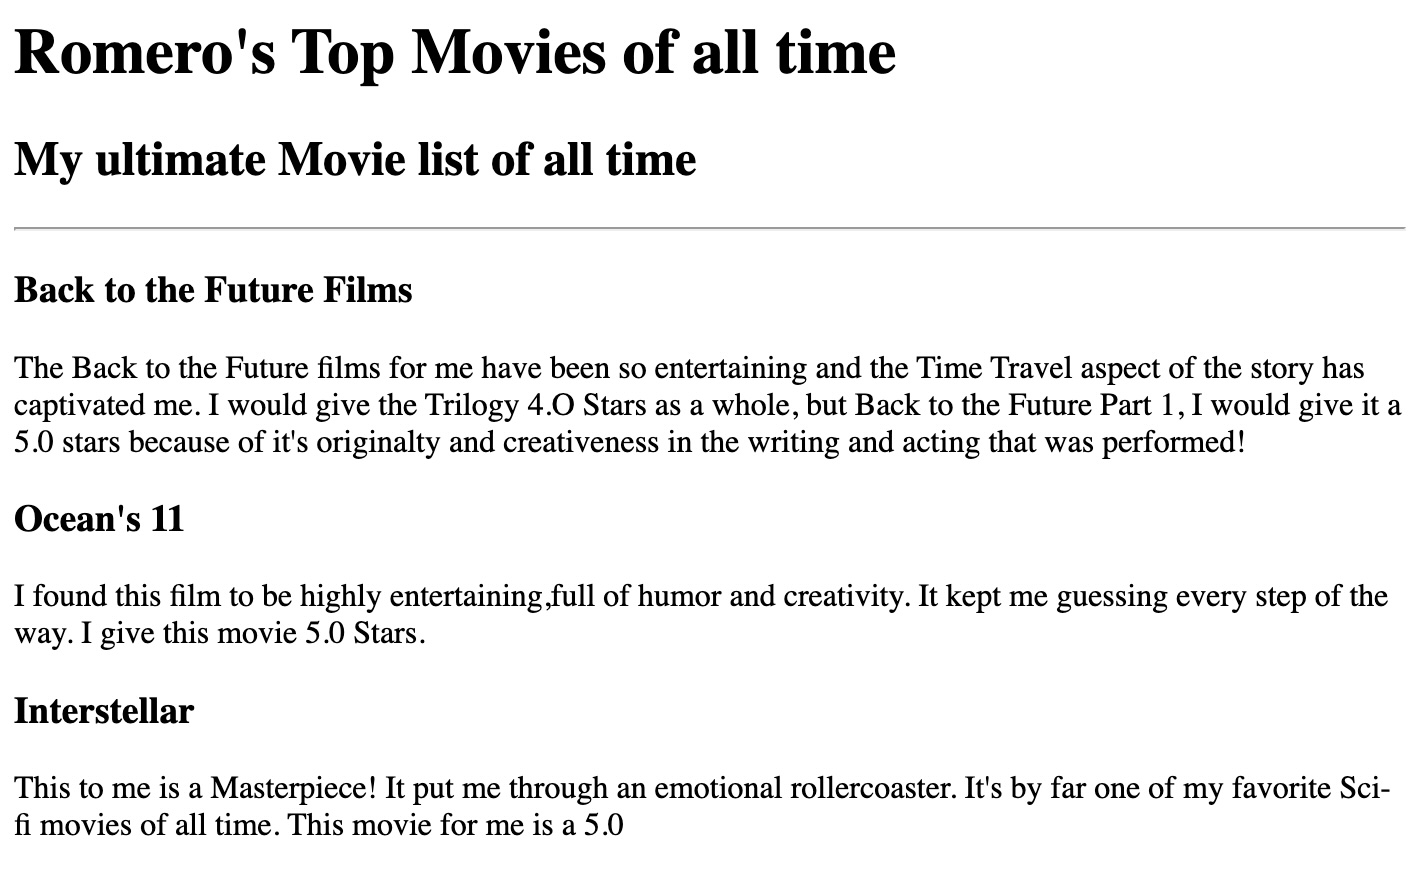 Romero's Top Movies of all time
My ultimate Movie list of all time
Back to the Future Films
The Back to the Future films for me have been so entertaining and the Time Travel aspect of the story has
captivated me. I would give the Trilogy 4.O Stars as a whole, but Back to the Future Part 1, I would give it a
5.0 stars because of it's originalty and creativeness in the writing and acting that was performed!
Ocean's 11
I found this film to be highly entertaining,full of humor and creativity. It kept me guessing every step of the
way. I give this movie 5.0 Stars.
Interstellar
This to me is a Masterpiece! It put me through an emotional rollercoaster. It's by far one of my favorite Sci-
fi movies of all time. This movie for me is a 5.0